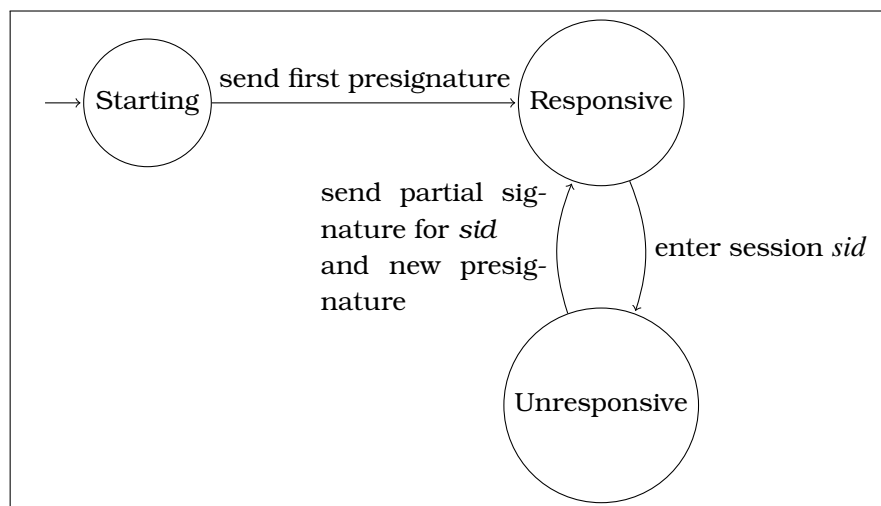 send first presignature
Starting
Responsive
send partial sig-
nature for sid
and new presig-
nature
enter session sid
Unresponsive